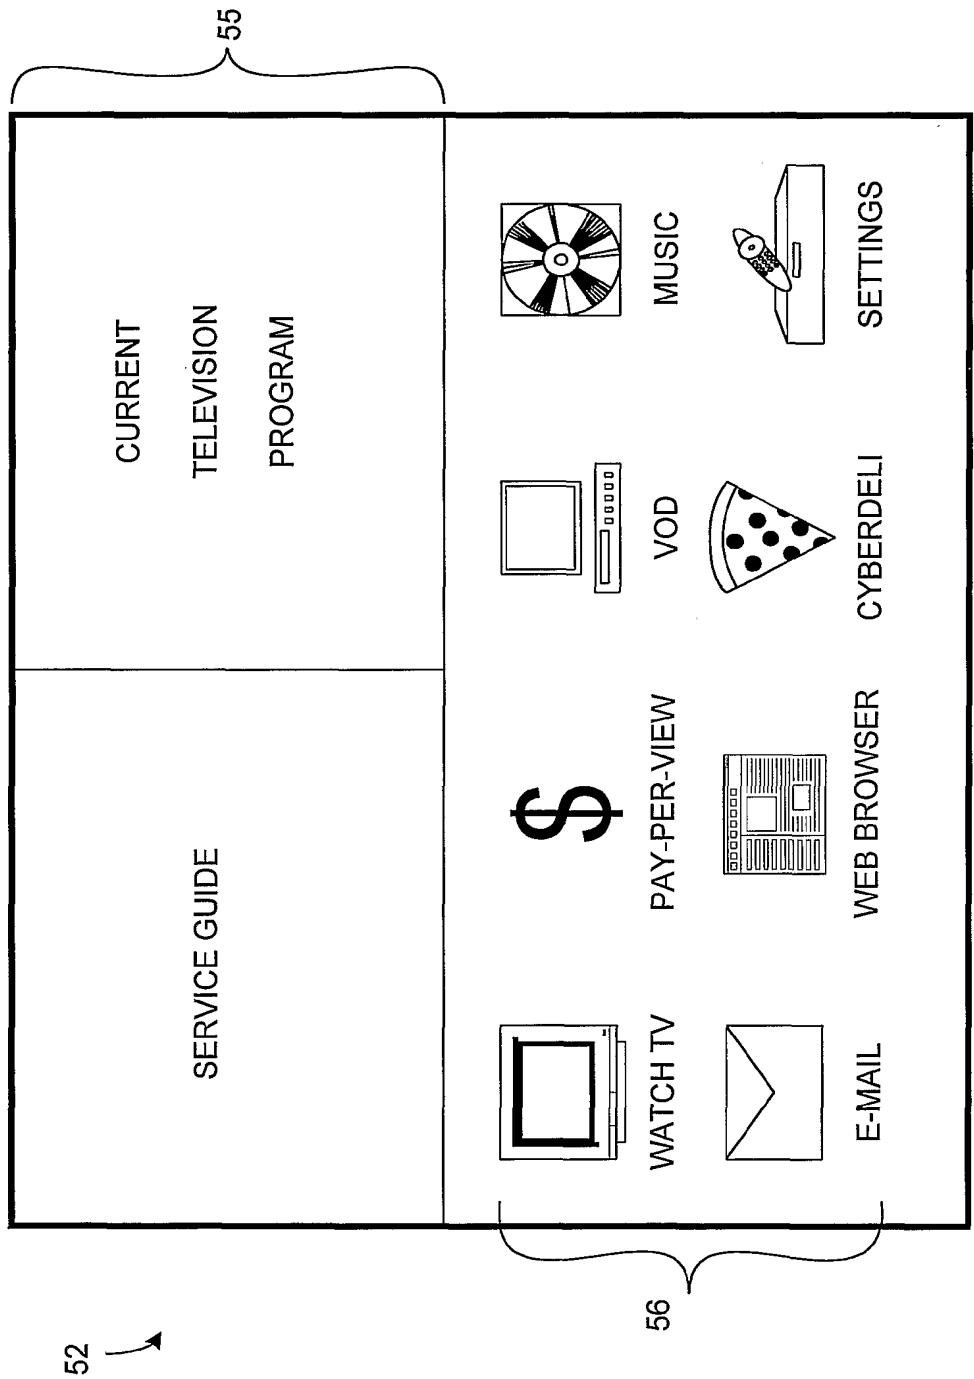 52
55
SERVICE GUIDE
CURRENT
TELEVISION
PROGRAM
56
WATCH TV
PAY-PER-VIEW
VOD
MUSIC
E-MAIL
WEB BROWSER
CYBERDELI
SETTINGS